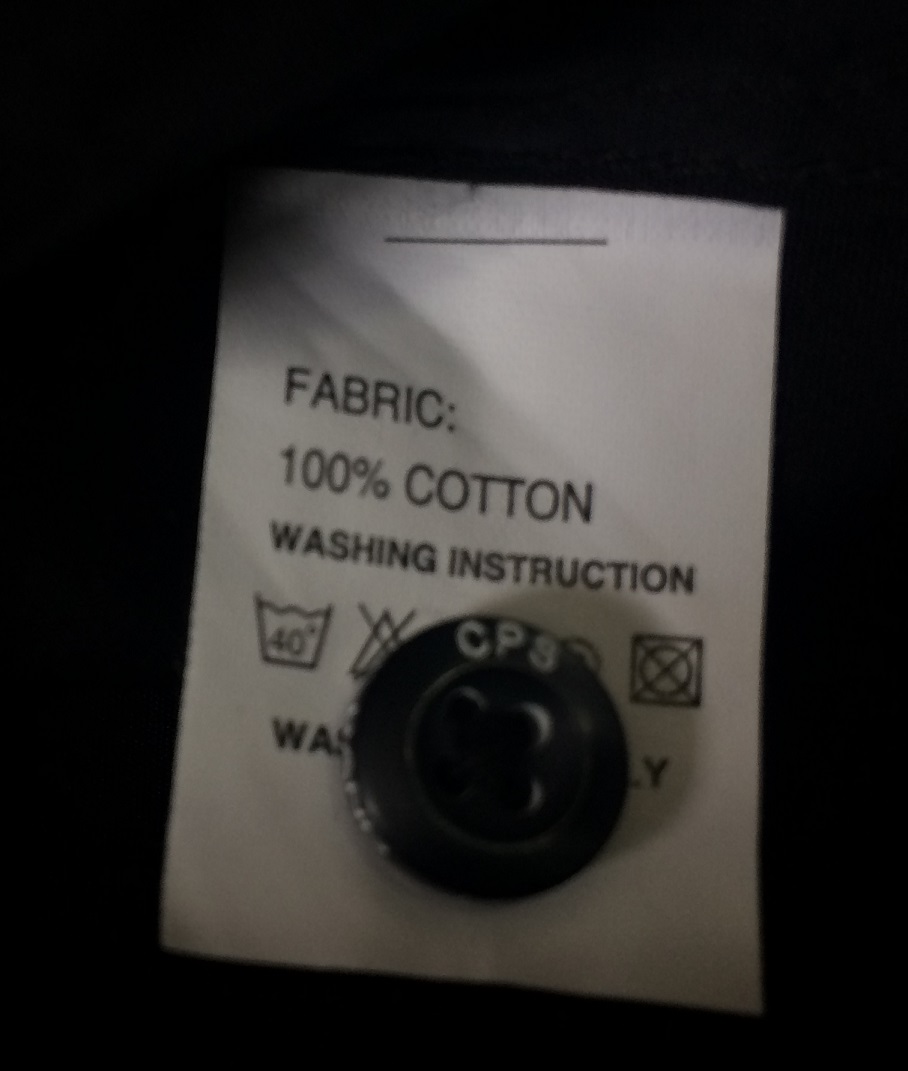 FABRIC:
100% COTTON
WASHING INSTRUCTION
40°
CPS